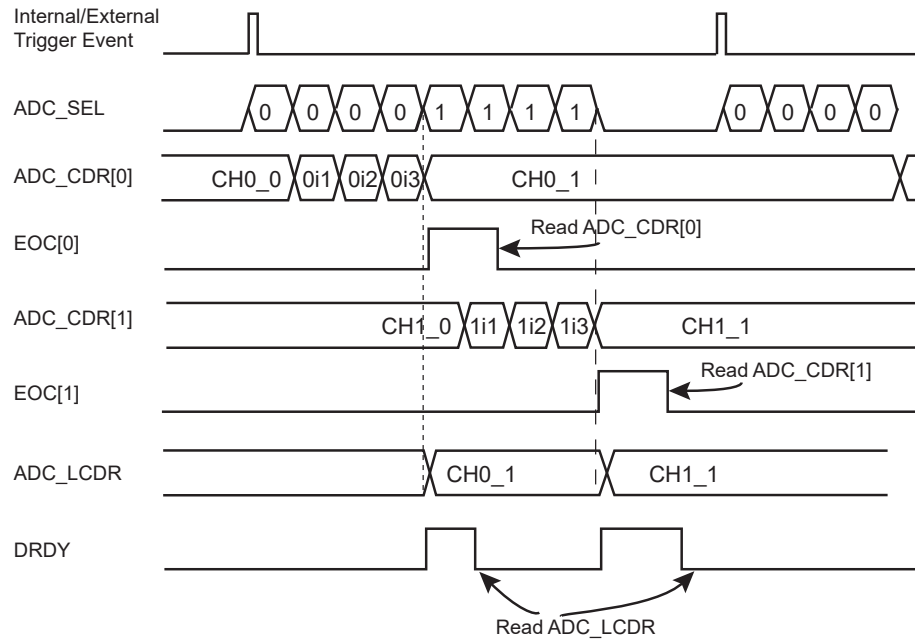 Internal/External
Trigger Event
ADC_SEL
0 0 0 0 1 1 1 1 0 0 0 0
ADC_CDR[0]
CH0_0 0i1 0i2 0i3 CH0_1
EOC[0]
Read ADC_CDR[0]
ADC_CDR[1]
CH1_0 1i1 1i2 1i3 CH1_1
EOC[1]
Read ADC_CDR[1]
ADC_LCDR
CH0_1 CH1_1
DRDY
Read ADC_LCDR